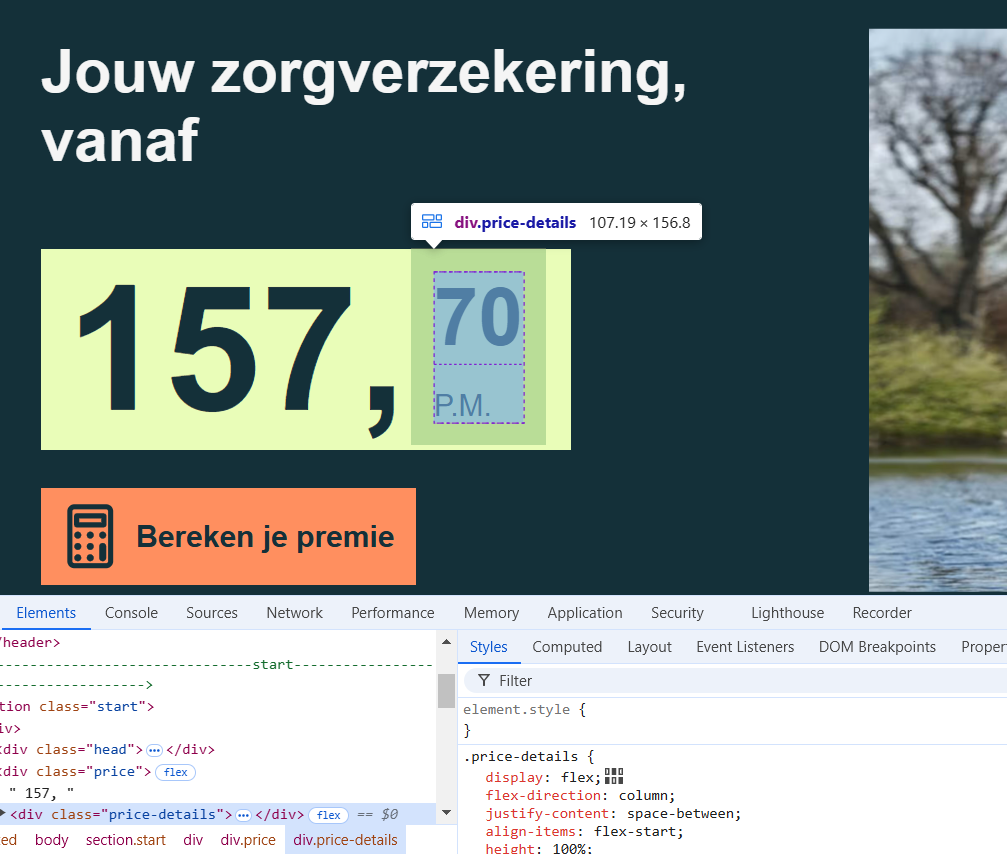 Jouw zorgverzekering,
vanaf
div.price-details 107.19 × 156.8
157,
70
P.M.
Bereken je premie
Elements Console Sources Network Performance Memory Application Security Lighthouse Recorder
/header>
------------------------------start-----------------
----------------->
tion class="start">
iv>
<div class="head"> ••• </div>
<div class="price"> flex
" 157, "
<div class="price-details"> ••• </div> flex == $0
ed body section.start div div.price div.price-details
Styles Computed Layout Event Listeners DOM Breakpoints Proper
Filter
element.style {
}
.price-details {
display: flex;
flex-direction: column;
justify-content: space-between;
align-items: flex-start;
height: 100%;